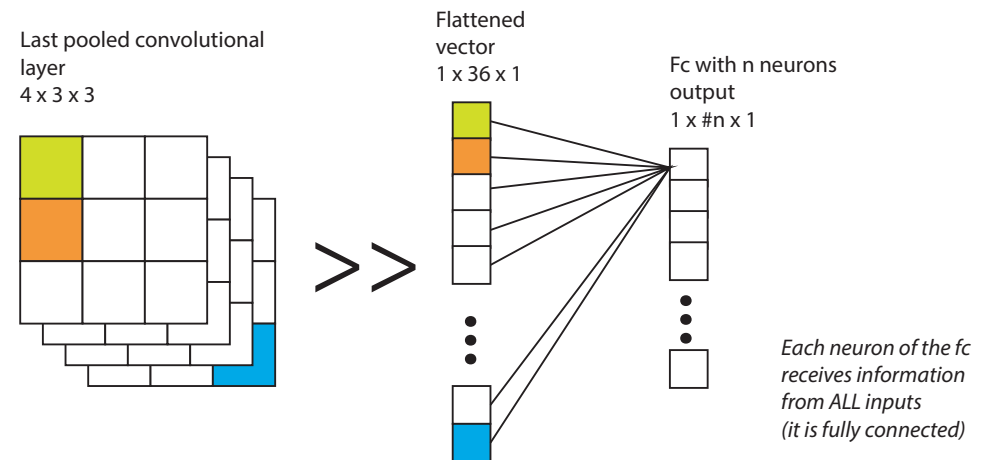 Last pooled convolutional
layer
4 x 3 x 3
Flattened
vector
1 x 36 x 1
Fc with n neurons
output
1 x #n x 1
>>
Each neuron of the fc
receives information
from ALL inputs
(it is fully connected)